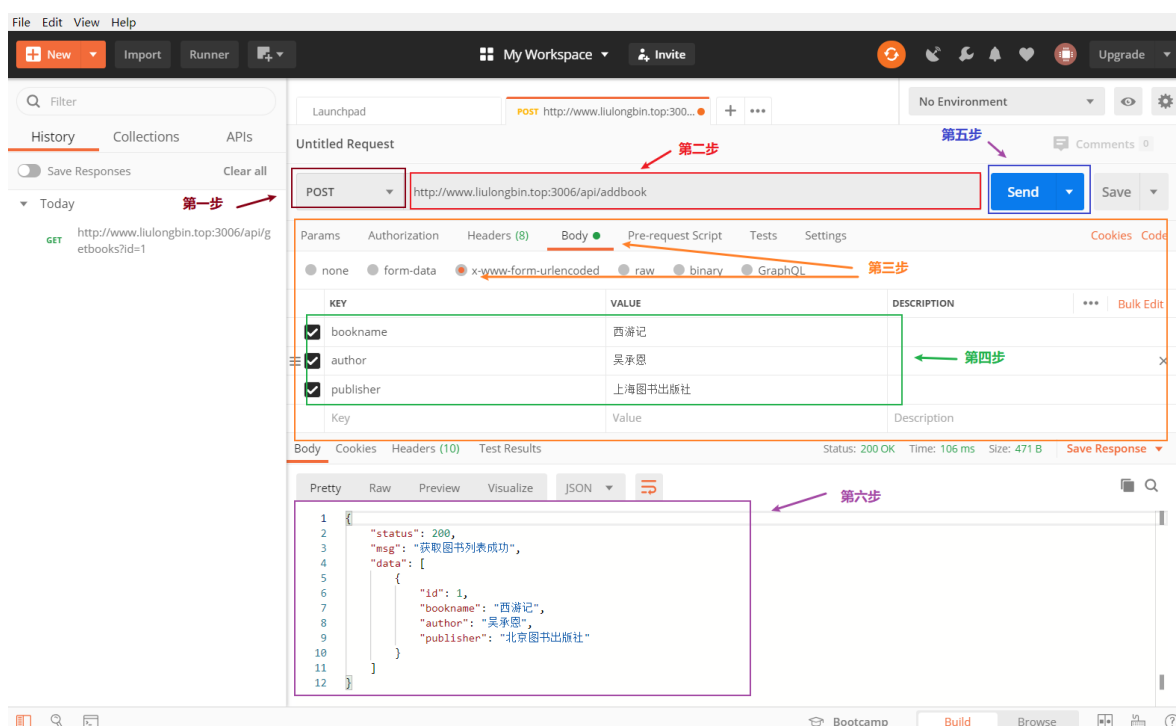 File Edit View Help
New Import Runner My Workspace Invite Upgrade
Filter
History Collections APIs
Save Responses Clear all
Today
GET http://www.liulongbin.top:3006/api/g
etbooks?id=1
Launchpad POST http://www.liulongbin.top:300... No Environment
Untitled Request Comments 0
第一步
第二步
第五步
POST http://www.liulongbin.top:3006/api/addbook Send Save
Params Authorization Headers (8) Body Pre-request Script Tests Settings Cookies Code
none form-data x-www-form-urlencoded raw binary GraphQL
第三步
KEY VALUE DESCRIPTION Bulk Edit
bookname 西游记
author 吴承恩
第四步
publisher 上海图书出版社
Key Value Description
Body Cookies Headers (10) Test Results Status: 200 OK Time: 106 ms Size: 471 B Save Response
Pretty Raw Preview Visualize JSON
第六步
1 {
2 "status": 200,
3 "msg": "获取图书列表成功",
4 "data": [
5 {
6 "id": 1,
7 "bookname": "西游记",
8 "author": "吴承恩",
9 "publisher": "北京图书出版社"
10 }
11 ]
12 }
Bootcamp Build Browse